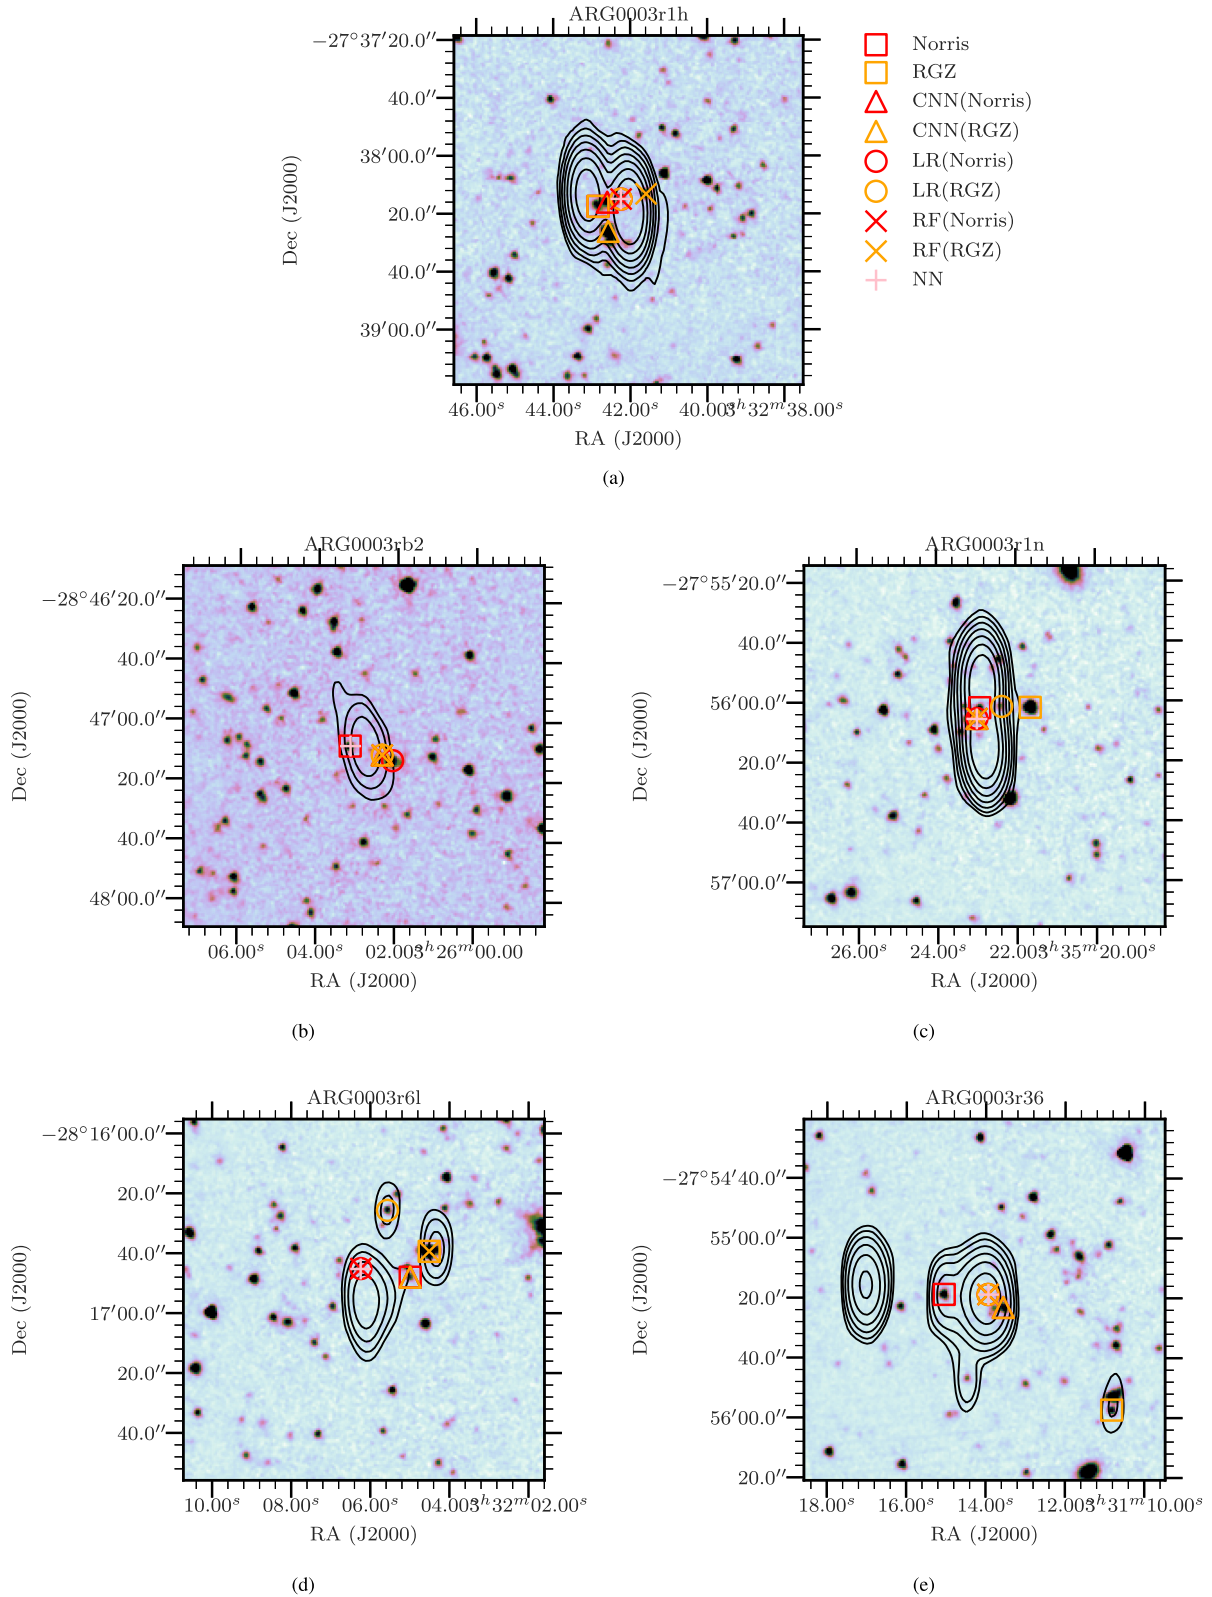 ARG0003r1h
−27°37′20.0″
40.0″
38′00.0″
20.0″
40.0″
39′00.0″
Dec (J2000)
46.00ˢ 44.00ˢ 42.00ˢ 40.00ˢ 3ʰ32ᵐ38.00ˢ
RA (J2000)
Norris
RGZ
CNN(Norris)
CNN(RGZ)
LR(Norris)
LR(RGZ)
RF(Norris)
RF(RGZ)
NN
(a)
ARG0003rb2
−28°46′20.0″
40.0″
47′00.0″
20.0″
40.0″
48′00.0″
Dec (J2000)
06.00ˢ 04.00ˢ 02.00ˢ 3ʰ26ᵐ00.00ˢ
RA (J2000)
(b)
ARG0003r1n
−27°55′20.0″
40.0″
56′00.0″
20.0″
40.0″
57′00.0″
Dec (J2000)
26.00ˢ 24.00ˢ 22.00ˢ 3ʰ35ᵐ20.00ˢ
RA (J2000)
(c)
ARG0003r6l
−28°16′00.0″
20.0″
40.0″
17′00.0″
20.0″
40.0″
Dec (J2000)
10.00ˢ 08.00ˢ 06.00ˢ 04.00ˢ 3ʰ32ᵐ02.00ˢ
RA (J2000)
(d)
ARG0003r36
−27°54′40.0″
55′00.0″
20.0″
40.0″
56′00.0″
20.0″
Dec (J2000)
18.00ˢ 16.00ˢ 14.00ˢ 12.00ˢ 3ʰ31ᵐ10.00ˢ
RA (J2000)
(e)